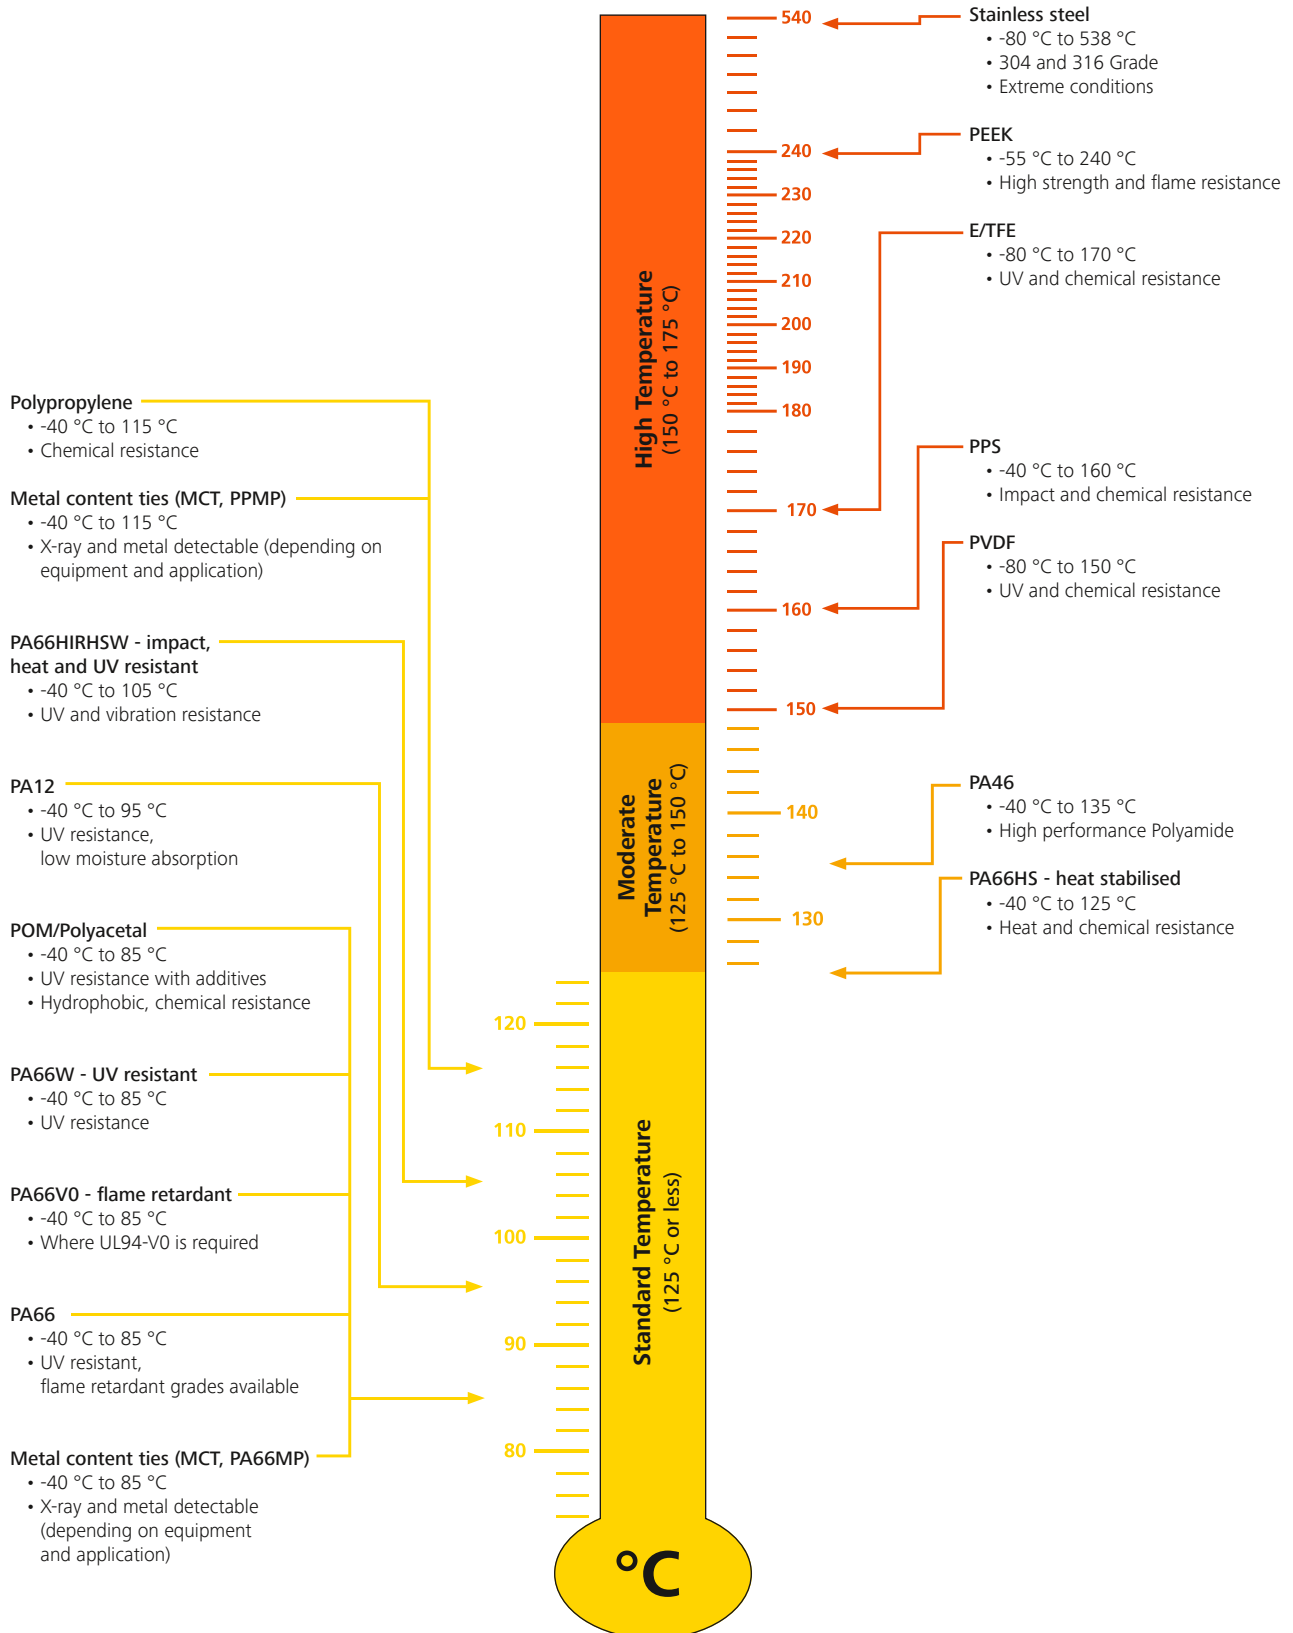 Polypropylene
• -40 °C to 115 °C
• Chemical resistance
Metal content ties (MCT, PPMP)
• -40 °C to 115 °C
• X-ray and metal detectable (depending on
equipment and application)
PA66HIRHSW - impact,
heat and UV resistant
• -40 °C to 105 °C
• UV and vibration resistance
PA12
• -40 °C to 95 °C
• UV resistance,
low moisture absorption
POM/Polyacetal
• -40 °C to 85 °C
• UV resistance with additives
• Hydrophobic, chemical resistance
PA66W - UV resistant
• -40 °C to 85 °C
• UV resistance
PA66V0 - flame retardant
• -40 °C to 85 °C
• Where UL94-V0 is required
PA66
• -40 °C to 85 °C
• UV resistant,
flame retardant grades available
Metal content ties (MCT, PA66MP)
• -40 °C to 85 °C
• X-ray and metal detectable
(depending on equipment
and application)
120
110
100
90
80
High Temperature
(150 °C to 175 °C)
Moderate
Temperature
(125 °C to 150 °C)
Standard Temperature
(125 °C or less)
°C
540
240
230
220
210
200
190
180
170
160
150
140
130
Stainless steel
• -80 °C to 538 °C
• 304 and 316 Grade
• Extreme conditions
PEEK
• -55 °C to 240 °C
• High strength and flame resistance
E/TFE
• -80 °C to 170 °C
• UV and chemical resistance
PPS
• -40 °C to 160 °C
• Impact and chemical resistance
PVDF
• -80 °C to 150 °C
• UV and chemical resistance
PA46
• -40 °C to 135 °C
• High performance Polyamide
PA66HS - heat stabilised
• -40 °C to 125 °C
• Heat and chemical resistance